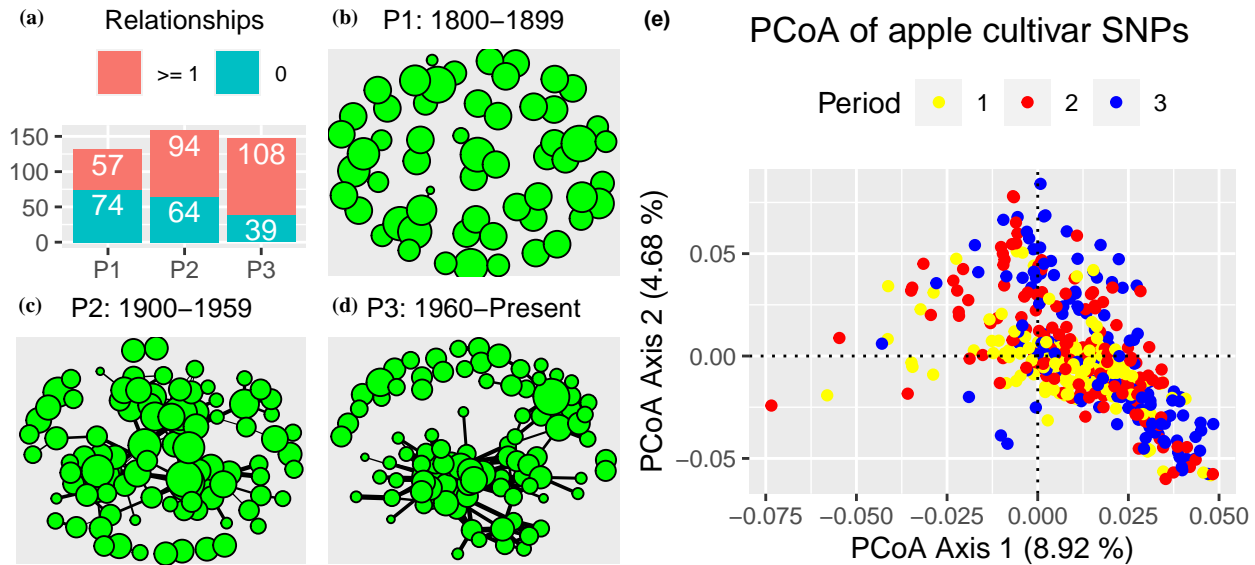 (a) Relationships
>= 1 0
150
100
50
0
57 94 108
74 64 39
P1 P2 P3
(b) P1: 1800–1899
(c) P2: 1900–1959
(d) P3: 1960–Present
(e) PCoA of apple cultivar SNPs
Period 1 2 3
PCoA Axis 2 (4.68 %)
0.05
0.00
−0.05
−0.075 −0.050 −0.025 0.000 0.025 0.050
PCoA Axis 1 (8.92 %)